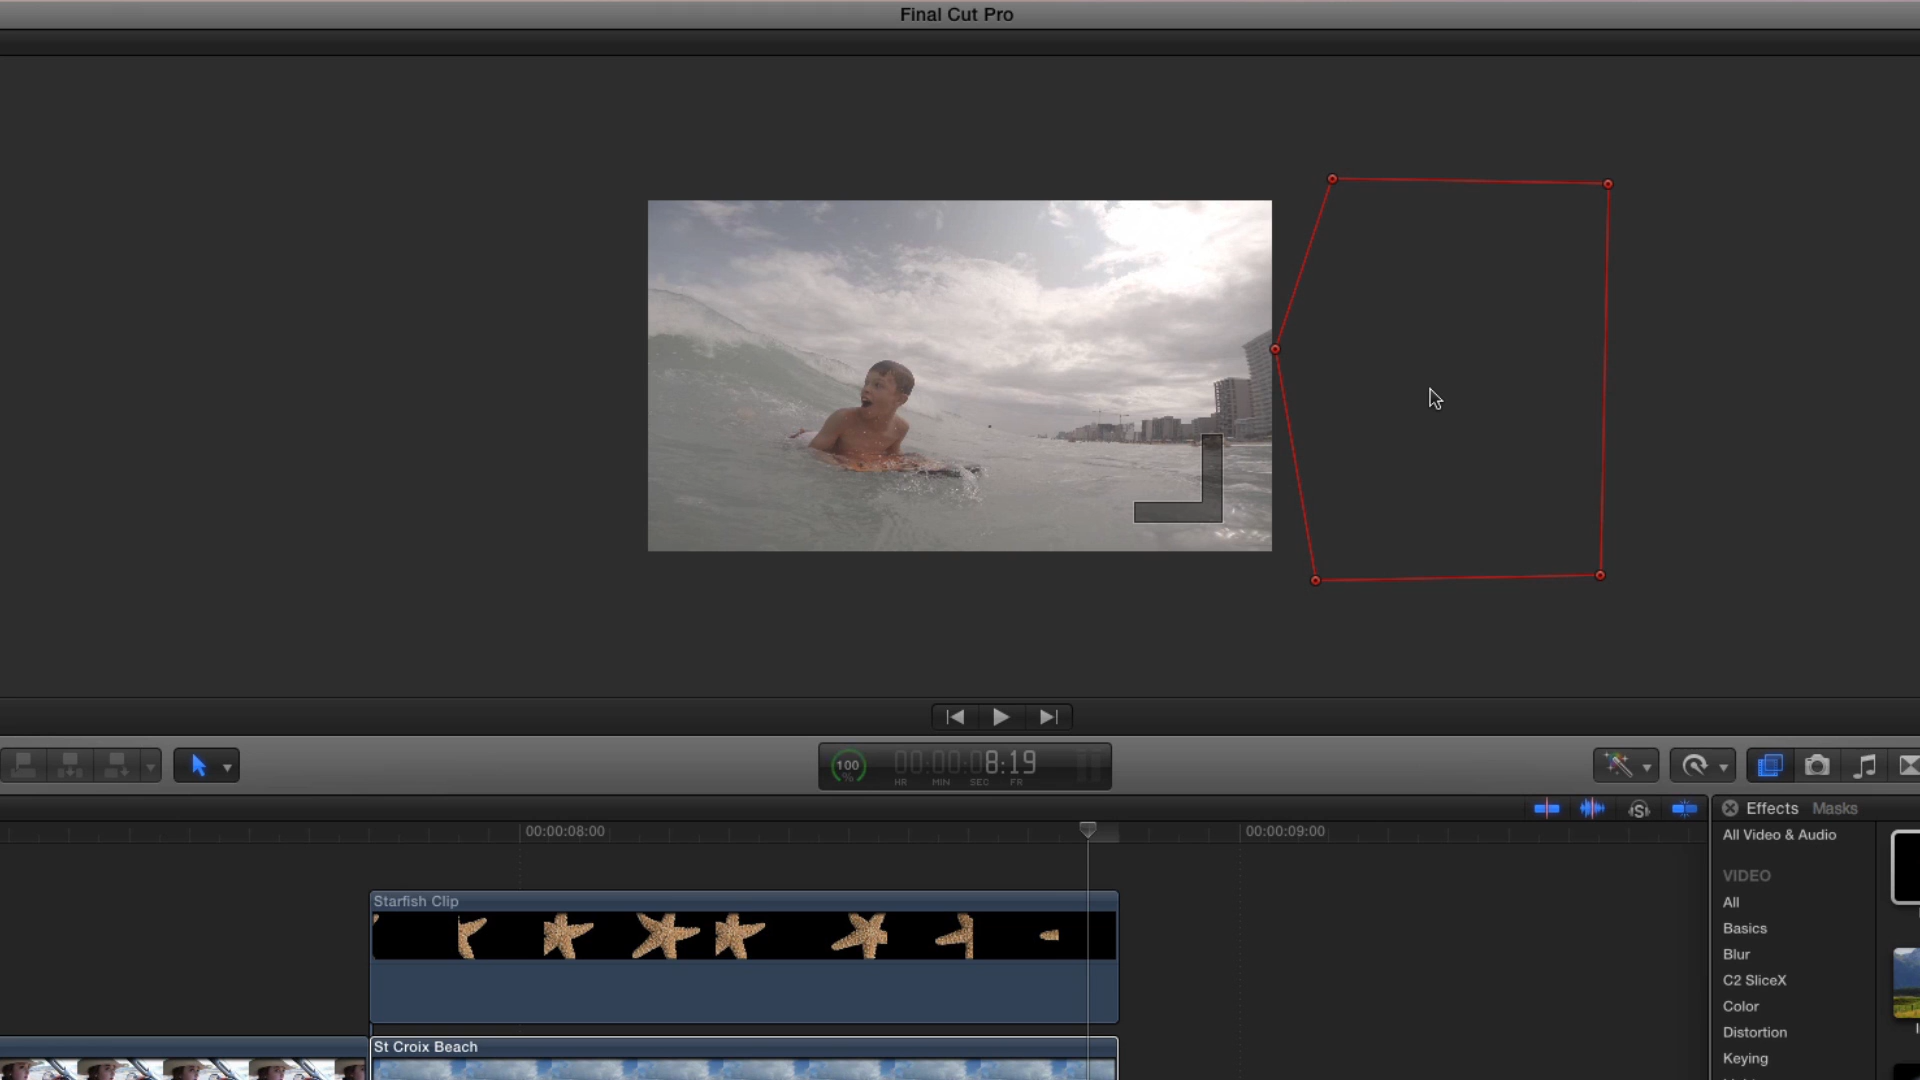 Final Cut Pro
100 %
00:00:08:19
HR MIN SEC FR
Effects Masks
00:00:08:00
00:00:09:00
All Video & Audio
VIDEO
Starfish Clip
All
Basics
Blur
C2 SliceX
Color
Distortion
St Croix Beach
Keying